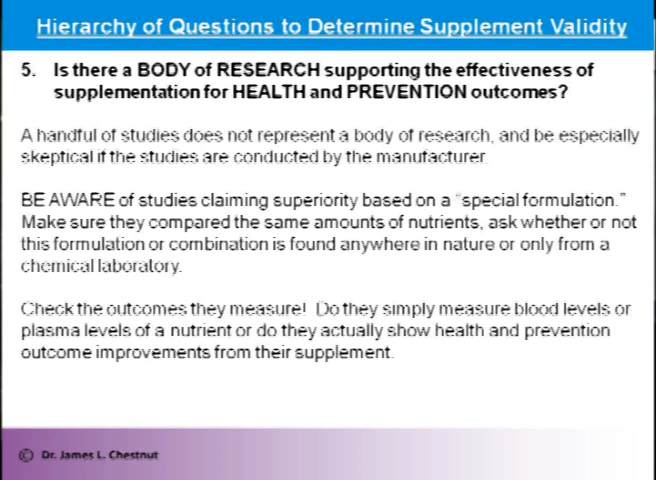 Hierarchy of Questions to Determine Supplement Validity
5. Is there a BODY of RESEARCH supporting the effectiveness of
supplementation for HEALTH and PREVENTION outcomes?
A handful of studies does not represent a body of research, and be especially
skeptical if the studies are conducted by the manufacturer.
BE AWARE of studies claiming superiority based on a "special formulation."
Make sure they compared the same amounts of nutrients, ask whether or not
this formulation or combination is found anywhere in nature or only from a
chemical laboratory.
Check the outcomes they measure! Do they simply measure blood levels or
plasma levels of a nutrient or do they actually show health and prevention
outcome improvements from their supplement.
© Dr. James L. Chestnut